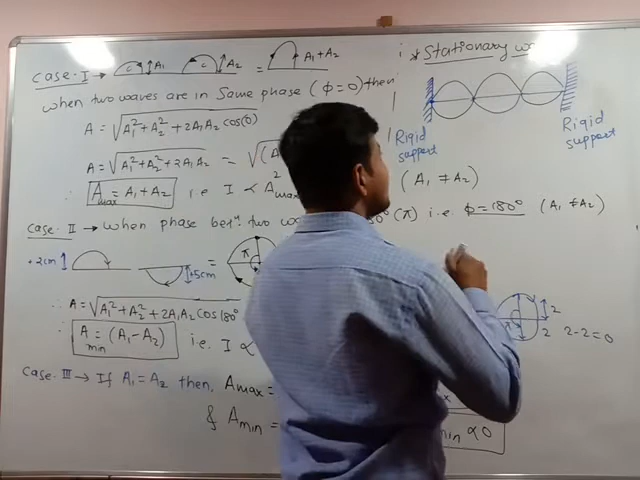 Case-I → A₁ A₂ = A₁+A₂
when two waves are in Same phase (ϕ=0) then
A = √A₁²+A₂²+2A₁A₂ cos(0)
A = √A₁²+A₂²+2A₁A₂ = √(A
A max = A₁+A₂ i.e I ∝ A²max
(A₁ ≠ A₂)
Case II → when phase betⁿ two 180° (π) i.e. ϕ=180° (A₁ ≠ A₂)
+2cm +5cm = π
∴ A = √A₁²+A₂²+2A₁A₂ cos 180°
A min = (A₁-A₂) i.e I ∝
Case. III → If A₁=A₂ then, Amax =
& Amin =
min ∝ 0
* Stationary
Rigid support
Rigid support
2
2 2-2=0